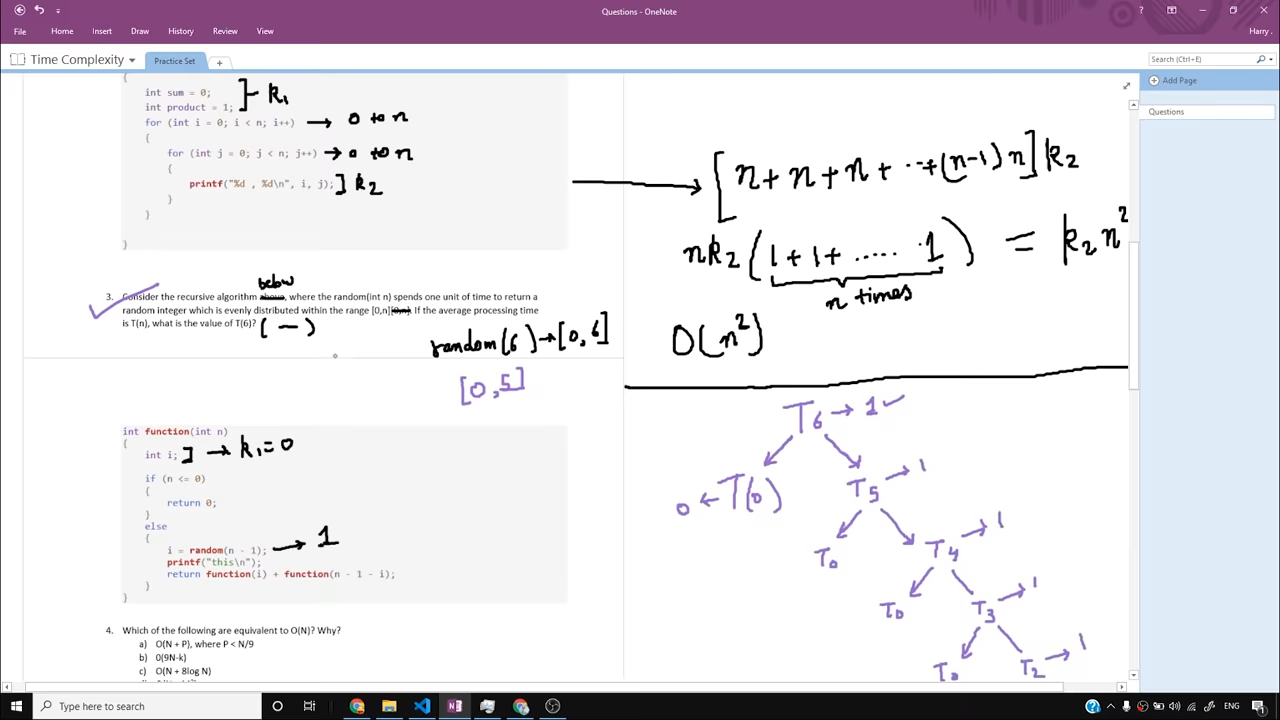 Questions - OneNote
Harry .
File Home Insert Draw History Review View
Time Complexity Practice Set
Search (Ctrl+E)
Add Page
Questions
{
int sum = 0;
int product = 1; k1
for (int i = 0; i < n; i++) → 0 to n
{
for (int j = 0; j < n; j++) → 0 to n
{
printf("%d , %d\n", i, j); ] k2
}
}
}
[n + n + n + ··+(n-1) n] k2
nk2 (1 + 1 + ..... ·1) = k2 n²
n times
O(n²)
below
3. Consider the recursive algorithm above, where the random(int n) spends one unit of time to return a
random integer which is evenly distributed within the range [0,n][0,n]. If the average processing time
is T(n), what is the value of T(6)? ( — )
random(6) → [0, 6]
[0, 5]
int function(int n)
{
int i; ] → k1 = 0
if (n <= 0)
{
return 0;
}
else
{
i = random(n - 1); → 1
printf("this\n");
return function(i) + function(n - 1 - i);
}
}
T6 → 1 ✓
0 ← T(0) T5 → 1
T0 T4 → 1
T0 T3 → 1
T0 T2 → 1
4. Which of the following are equivalent to O(N)? Why?
a) O(N + P), where P < N/9
b) 0(9N-k)
c) O(N + 8log N)
Type here to search
ENG